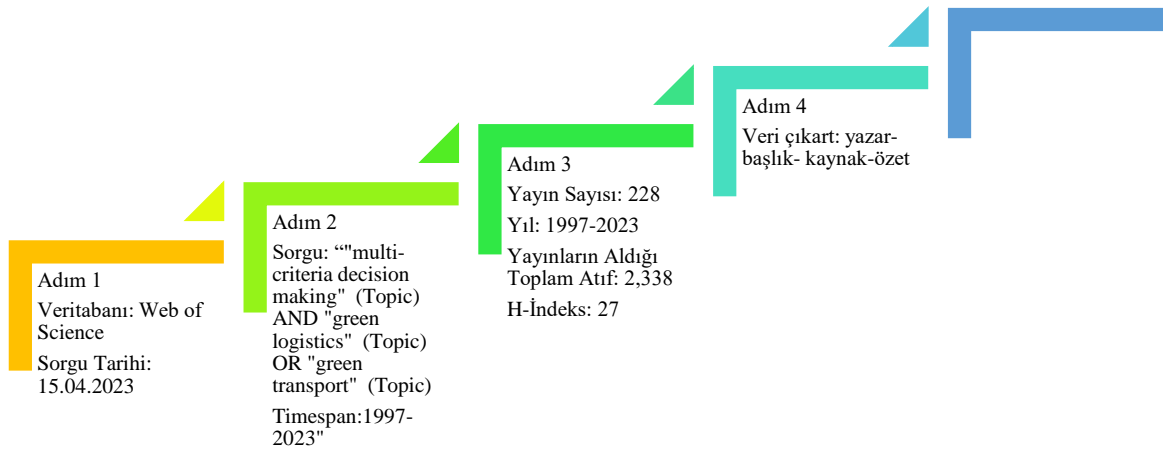 Adım 1
Veritabanı: Web of
Science
Sorgu Tarihi:
15.04.2023
Adım 2
Sorgu: “"multi-
criteria decision
making" (Topic)
AND "green
logistics" (Topic)
OR "green
transport" (Topic)
Timespan:1997-
2023"
Adım 3
Yayın Sayısı: 228
Yıl: 1997-2023
Yayınların Aldığı
Toplam Atıf: 2,338
H-İndeks: 27
Adım 4
Veri çıkart: yazar-
başlık- kaynak-özet